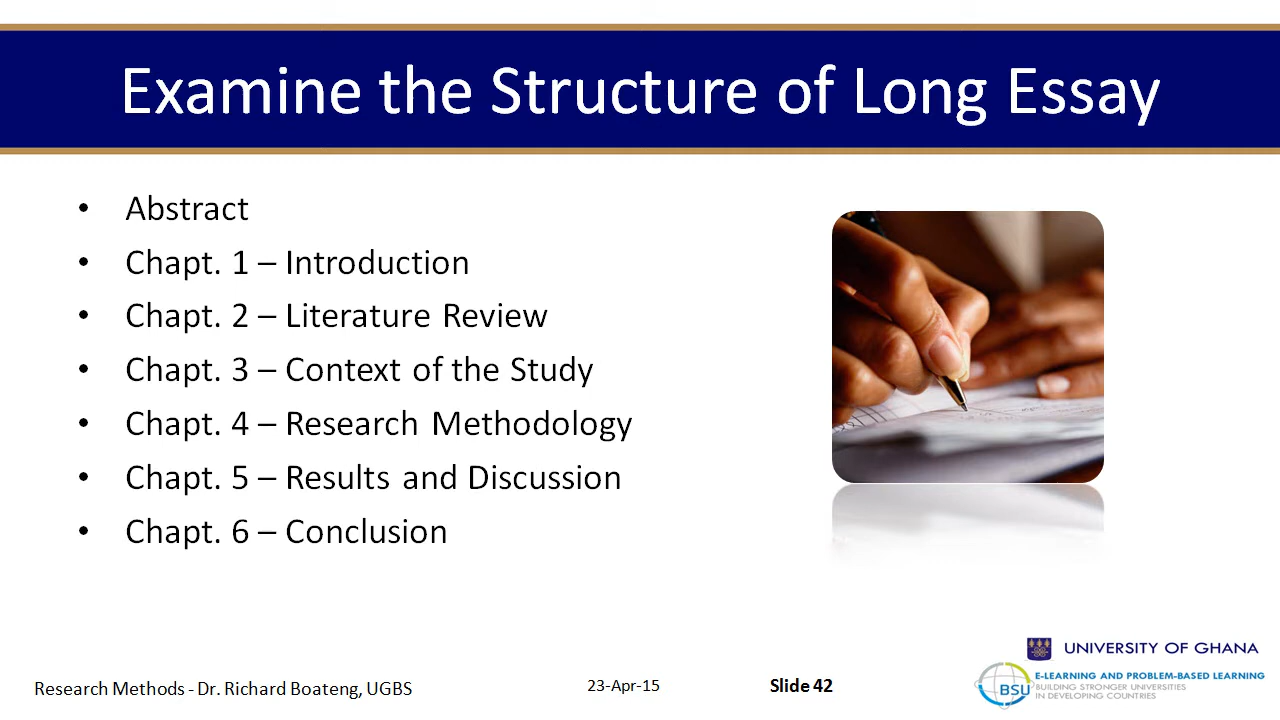 Examine the Structure of Long Essay
• Abstract
• Chapt. 1 – Introduction
• Chapt. 2 – Literature Review
• Chapt. 3 – Context of the Study
• Chapt. 4 – Research Methodology
• Chapt. 5 – Results and Discussion
• Chapt. 6 – Conclusion
UNIVERSITY OF GHANA
BSU
E-LEARNING AND PROBLEM-BASED LEARNING
BUILDING STRONGER UNIVERSITIES
IN DEVELOPING COUNTRIES
Research Methods - Dr. Richard Boateng, UGBS
23-Apr-15
Slide 42